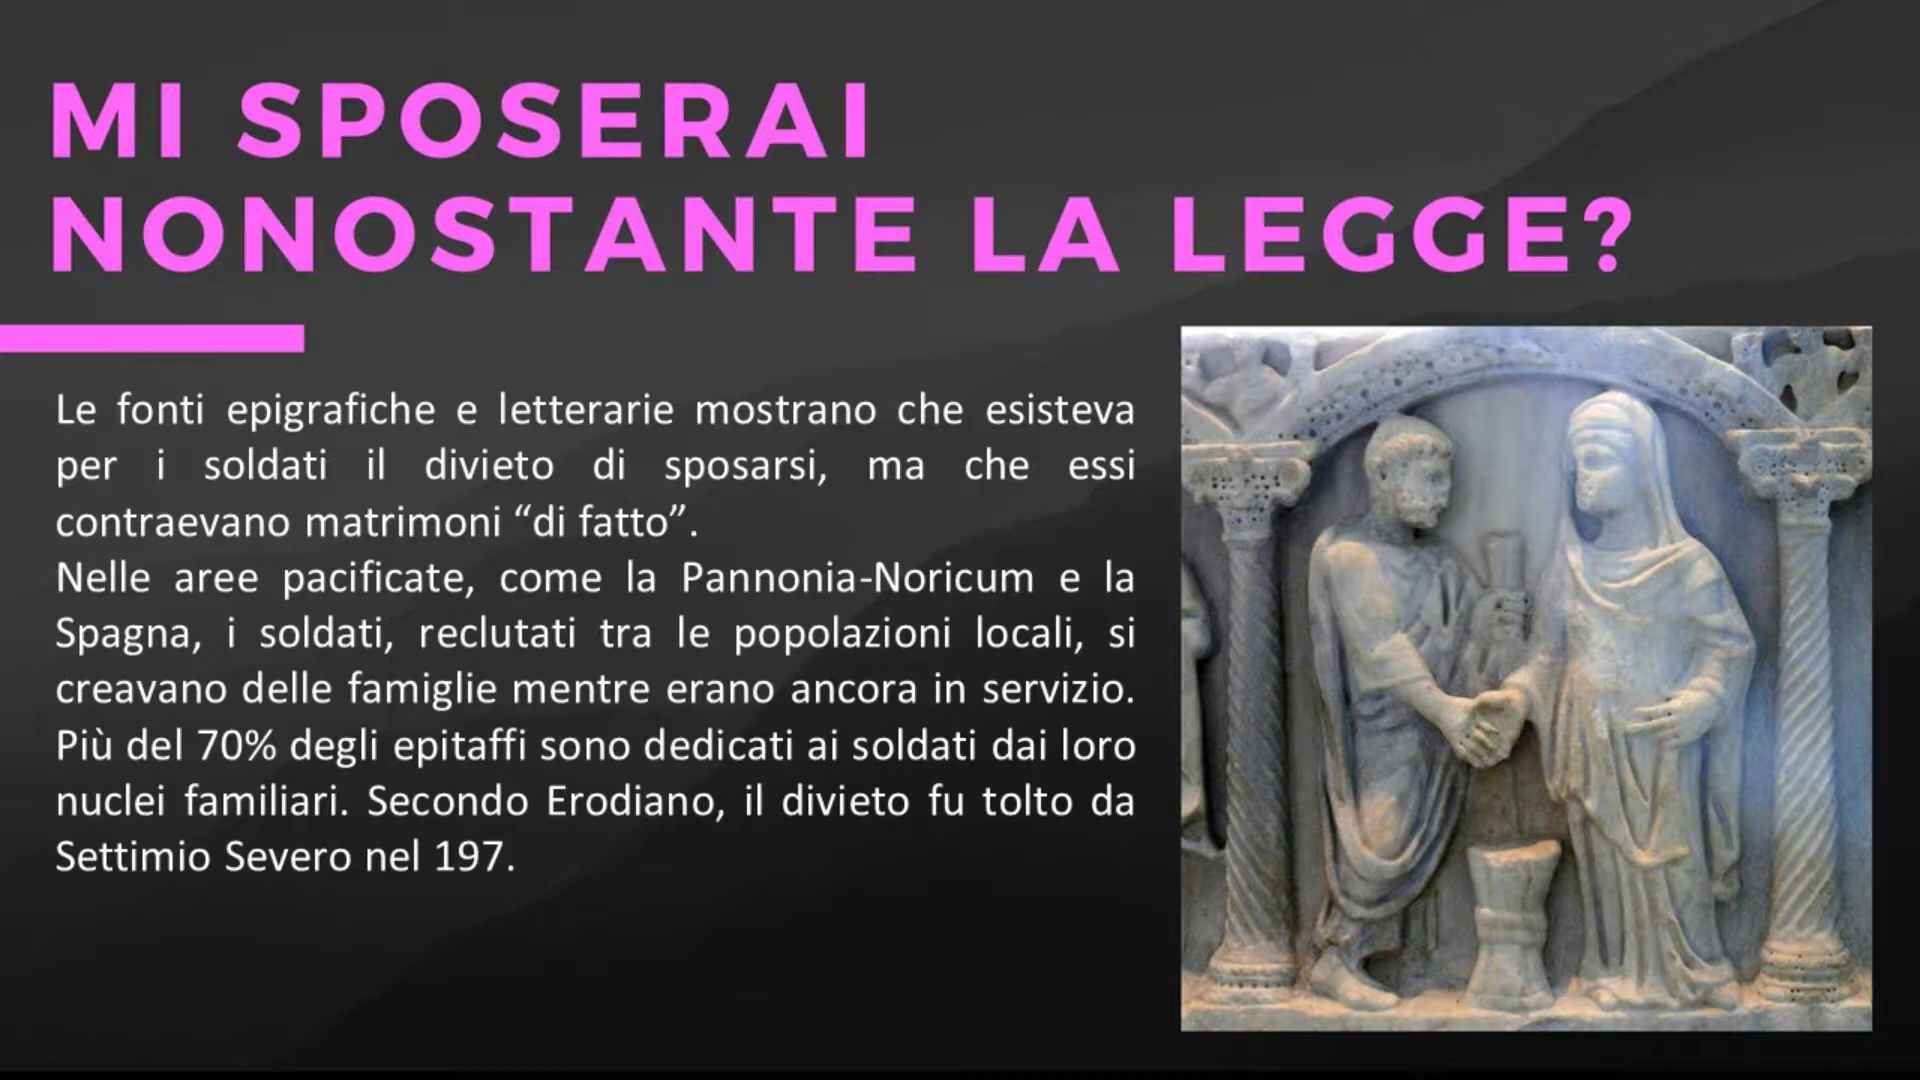 MI SPOSERAI
NONOSTANTE LA LEGGE?
Le fonti epigrafiche e letterarie mostrano che esisteva
per i soldati il divieto di sposarsi, ma che essi
contraevano matrimoni “di fatto”.
Nelle aree pacificate, come la Pannonia-Noricum e la
Spagna, i soldati, reclutati tra le popolazioni locali, si
creavano delle famiglie mentre erano ancora in servizio.
Più del 70% degli epitaffi sono dedicati ai soldati dai loro
nuclei familiari. Secondo Erodiano, il divieto fu tolto da
Settimio Severo nel 197.